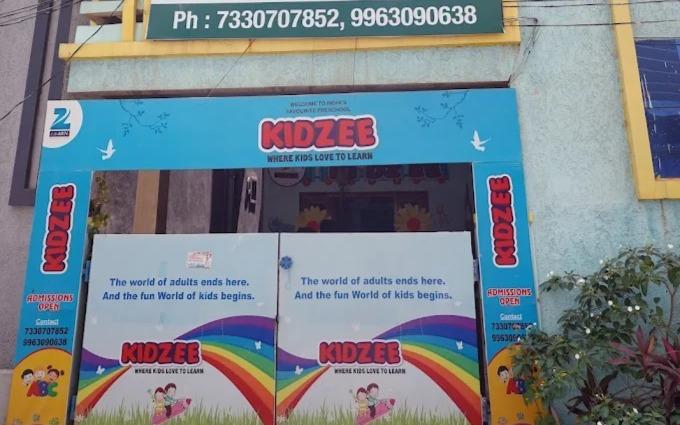 Ph : 7330707852, 9963090638
Z
LEARN
WELCOME TO INDIA'S
FAVOURITE PRESCHOOL
KIDZEE
WHERE KIDS LOVE TO LEARN
KIDZEE
ADMISSIONS
OPEN
Contact
7330707852
9963090638
ABC
The world of adults ends here.
And the fun World of kids begins.
KIDZEE
WHERE KIDS LOVE TO LEARN
The world of adults ends here.
And the fun World of kids begins.
KIDZEE
WHERE KIDS LOVE TO LEARN
KIDZEE
ADMISSIONS
OPEN
Contact